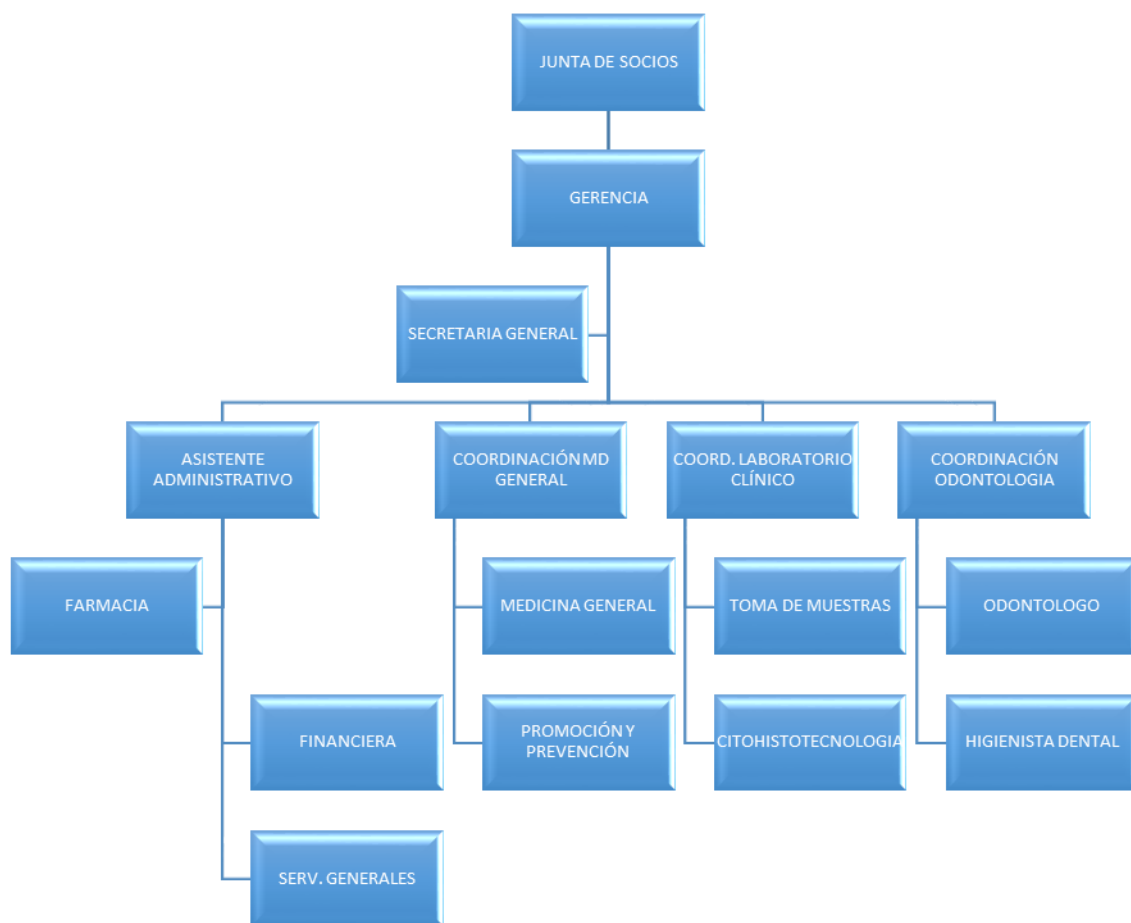 JUNTA DE SOCIOS
GERENCIA
SECRETARIA GENERAL
ASISTENTE
ADMINISTRATIVO
COORDINACIÓN MD
GENERAL
COORD. LABORATORIO
CLÍNICO
COORDINACIÓN
ODONTOLOGIA
FARMACIA
MEDICINA GENERAL
TOMA DE MUESTRAS
ODONTOLOGO
FINANCIERA
PROMOCIÓN Y
PREVENCIÓN
CITOHISTOTECNOLOGIA
HIGIENISTA DENTAL
SERV. GENERALES